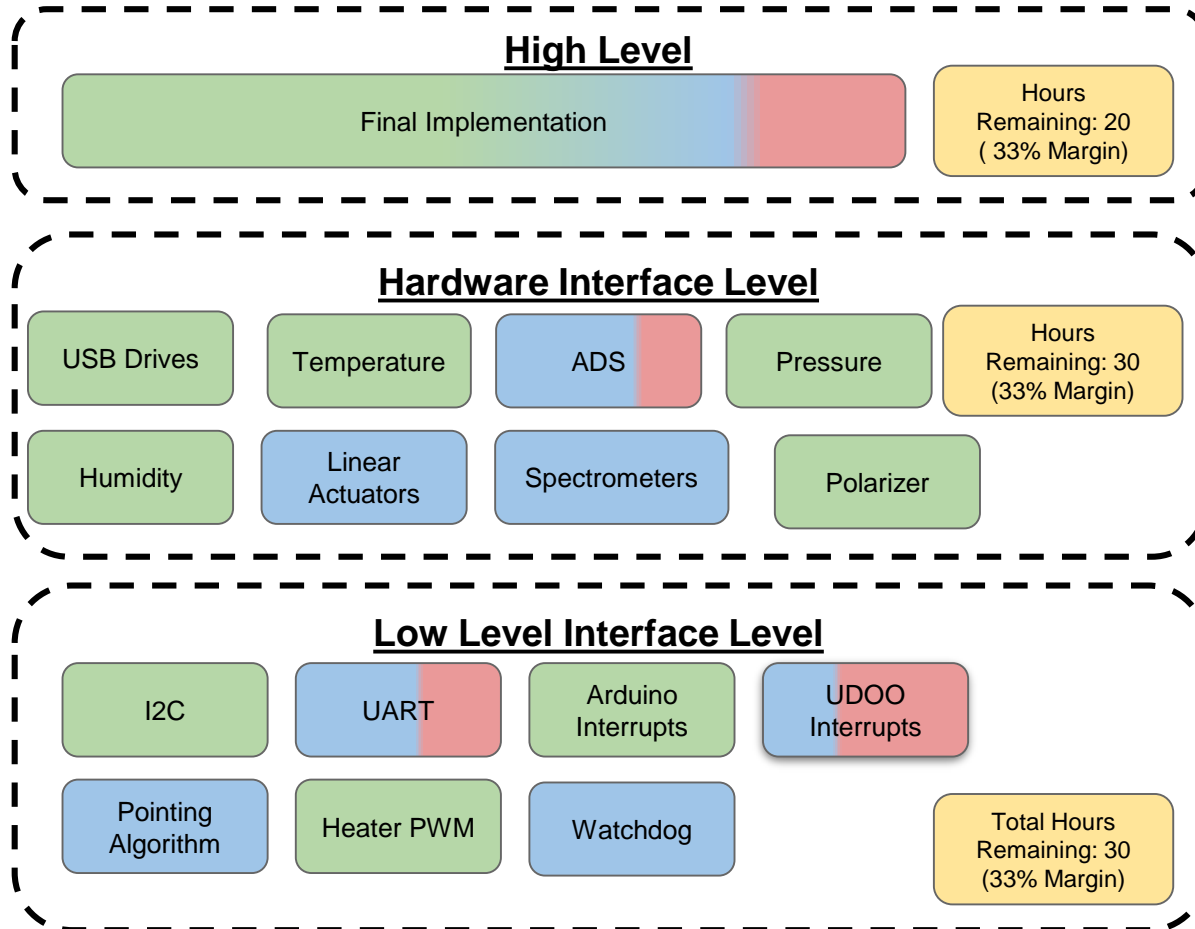 High Level
Final Implementation
Hours
Remaining: 20
( 33% Margin)
Hardware Interface Level
USB Drives
Temperature
ADS
Pressure
Hours
Remaining: 30
(33% Margin)
Humidity
Linear
Actuators
Spectrometers
Polarizer
Low Level Interface Level
I2C
UART
Arduino
Interrupts
UDOO
Interrupts
Pointing
Algorithm
Heater PWM
Watchdog
Total Hours
Remaining: 30
(33% Margin)